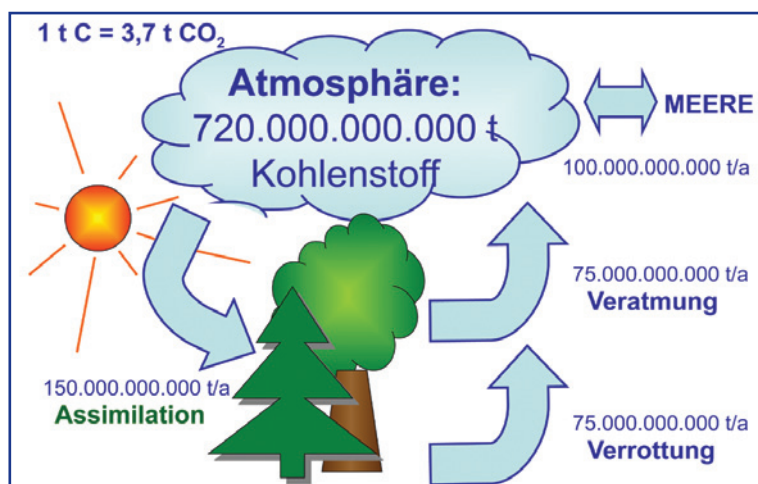 1 t C = 3,7 t CO₂
Atmosphäre:
720.000.000.000 t
Kohlenstoff
MEERE
100.000.000.000 t/a
75.000.000.000 t/a
Veratmung
150.000.000.000 t/a
Assimilation
75.000.000.000 t/a
Verrottung